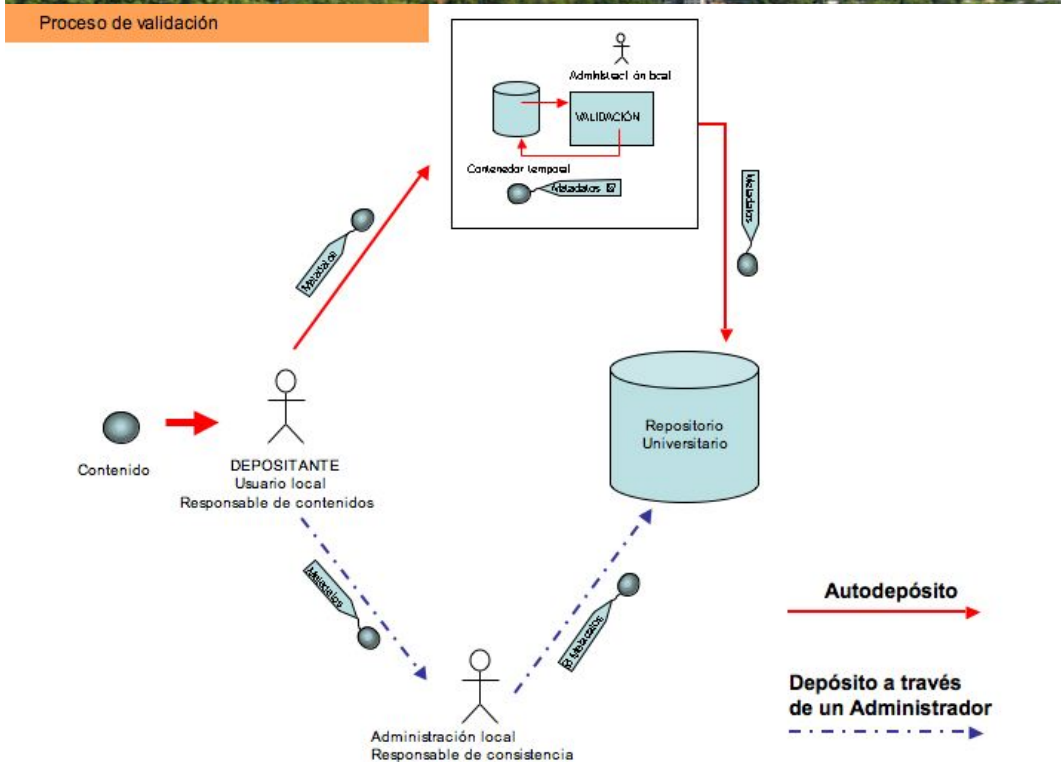 Proceso de validación
Administración local
VALIDACIÓN
Contenedor temporal
Metadatos
Metadatos
Metadatos
Repositorio
Universitario
Contenido
DEPOSITANTE
Usuario local
Responsable de contenidos
Metadatos
Metadatos
Autodepósito
Depósito a través
de un Administrador
Administración local
Responsable de consistencia